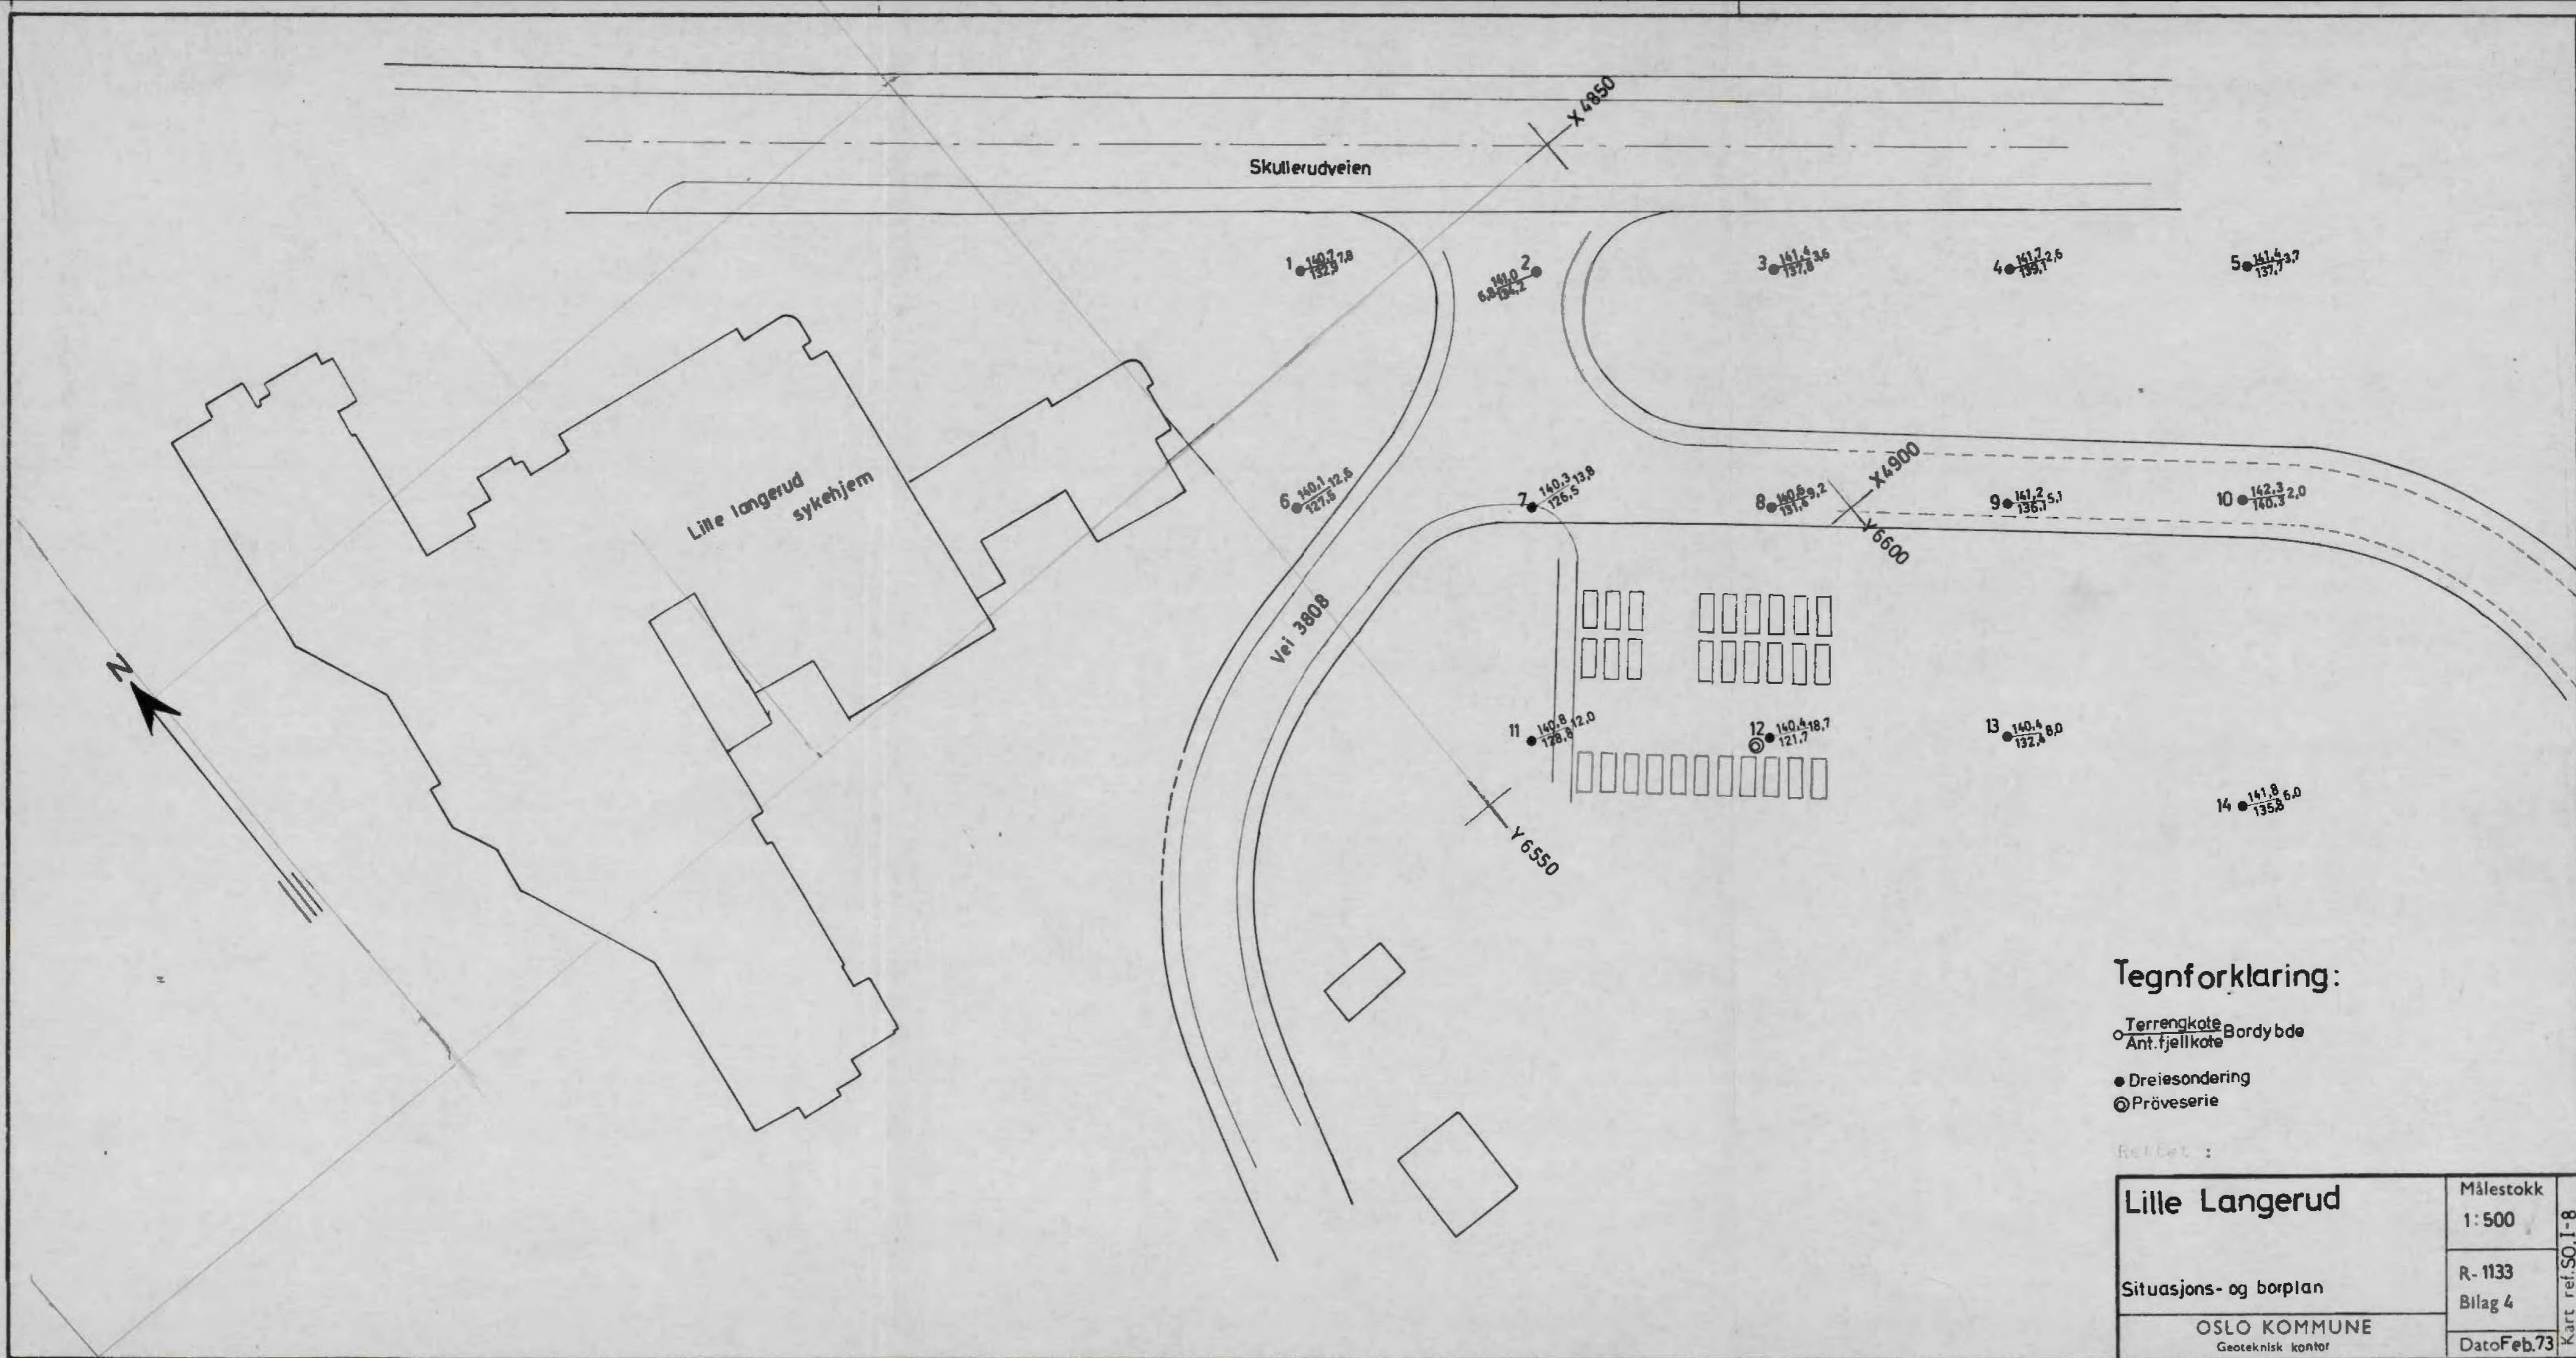 X 4850
Skullerudveien
1 140,7 7,8
132,9
2
141,0
6,8 134,2
3 141,4 3,6
137,8
4 141,7 2,6
139,1
5 141,4 3,7
137,7
Lille langerud
sykehjem
6 140,1 12,6
127,5
7 140,3 13,8
126,5
8 140,6 9,2
131,4
X 4900
Y 6600
9 141,2 5,1
136,1
10 142,3 2,0
140,3
Vei 3808
N
11 140,8 12,0
128,8
12 140,4 18,7
121,7
13 140,4 8,0
132,4
14 141,8 6,0
135,8
Y 6550
Tegnforklaring:
Terrengkote Bordybde
Ant.fjellkote
Dreiesondering
Pröveserie
Rettet :
Lille Langerud
Situasjons- og borplan
OSLO KOMMUNE
Geoteknisk kontor
Målestokk
1:500
R-1133
Bilag 4
Dato Feb.73
Kart ref. SO.I-8